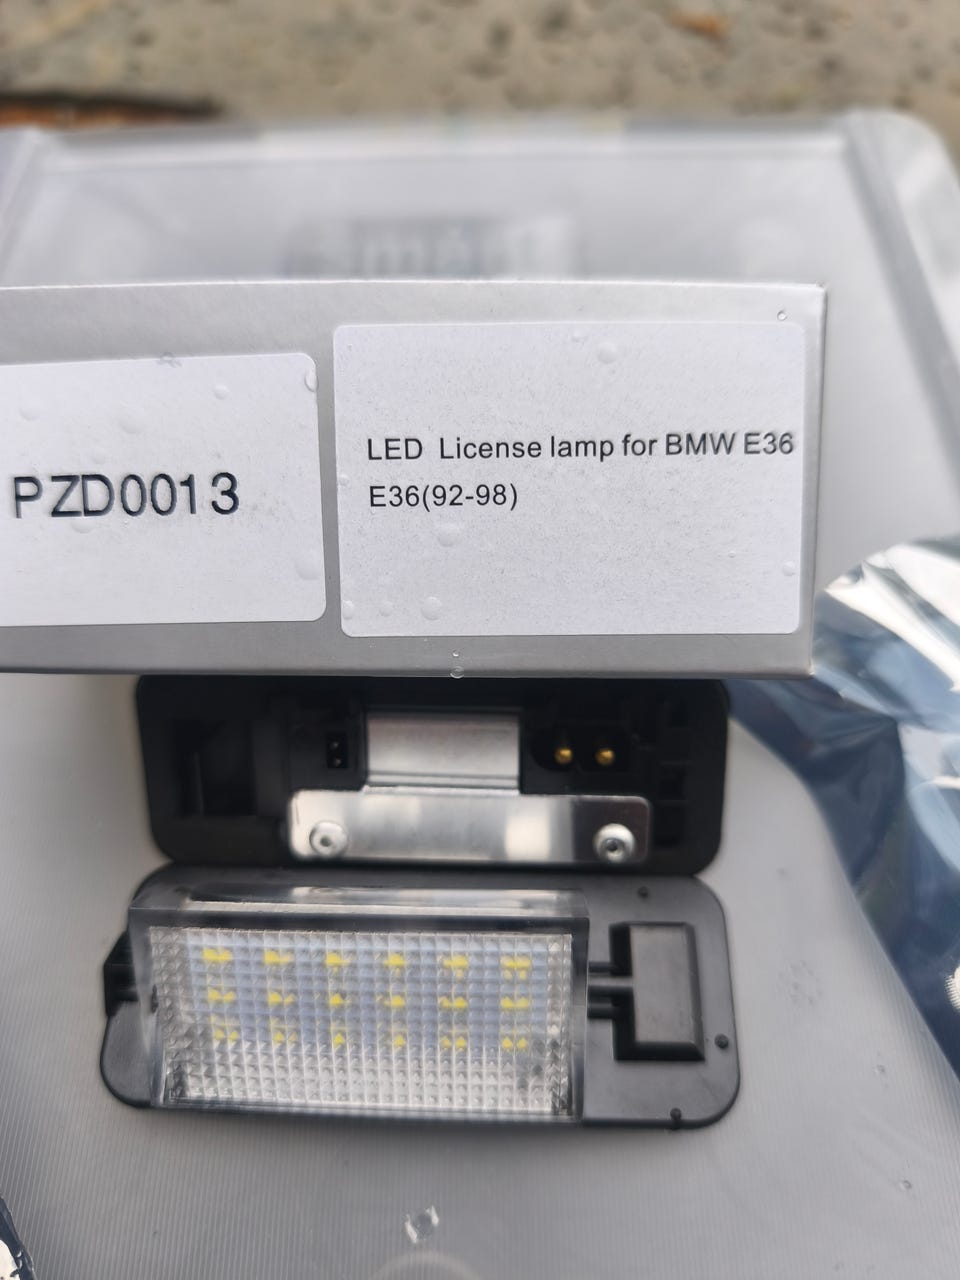 PZD0013
LED License lamp for BMW E36
E36(92-98)